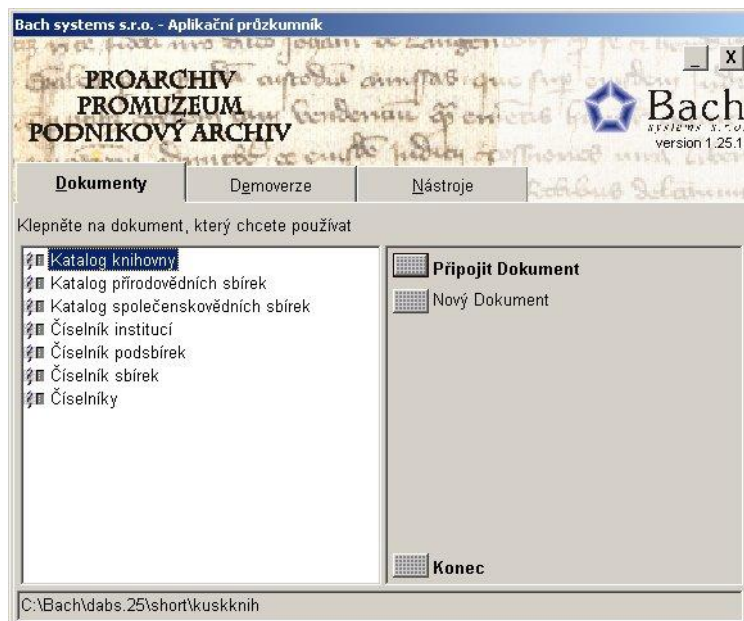 Bach systems s.r.o. - Aplikační průzkumník
PROARCHIV
PROMUZEUM
PODNIKOVÝ ARCHIV
_ X
Bach
systems s.r.o.
version 1.25.1
Dokumenty
Demoverze
Nástroje
Klepněte na dokument, který chcete používat
Katalog knihovny
Katalog přírodovědních sbírek
Katalog společenskovědních sbírek
Číselník institucí
Číselník podsbírek
Číselník sbírek
Číselníky
Připojit Dokument
Nový Dokument
Konec
C:\Bach\dabs.25\short\kuskknih